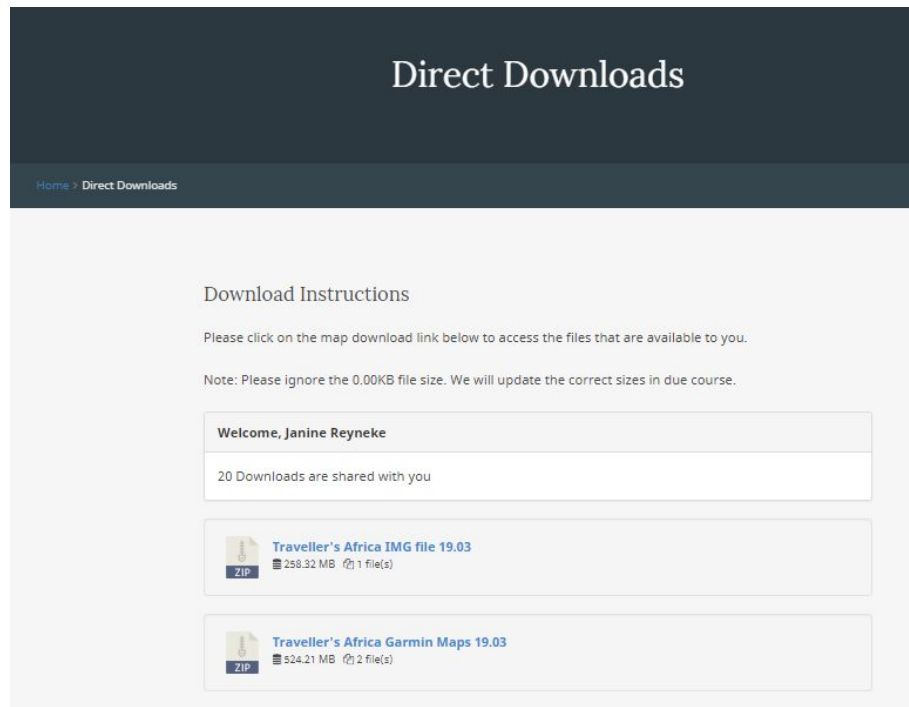 Direct Downloads
Home > Direct Downloads
Download Instructions
Please click on the map download link below to access the files that are available to you.
Note: Please ignore the 0.00KB file size. We will update the correct sizes in due course.
Welcome, Janine Reyneke
20 Downloads are shared with you
Traveller's Africa IMG file 19.03
258.32 MB 1 file(s)
ZIP
Traveller's Africa Garmin Maps 19.03
524.21 MB 2 file(s)
ZIP